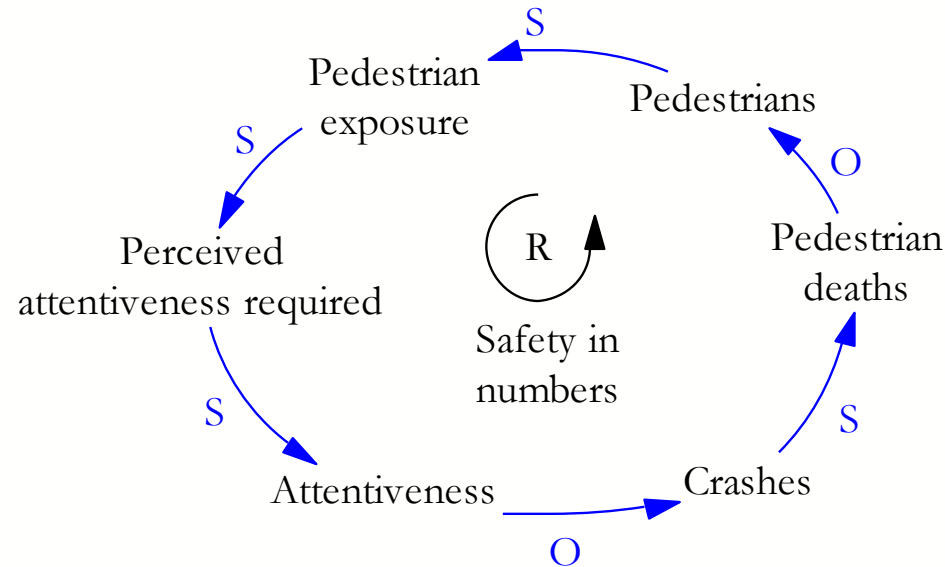 S
Pedestrian
exposure
Pedestrians
S
O
Perceived
attentiveness required
R
Pedestrian
deaths
Safety in
numbers
S
S
Attentiveness
Crashes
O